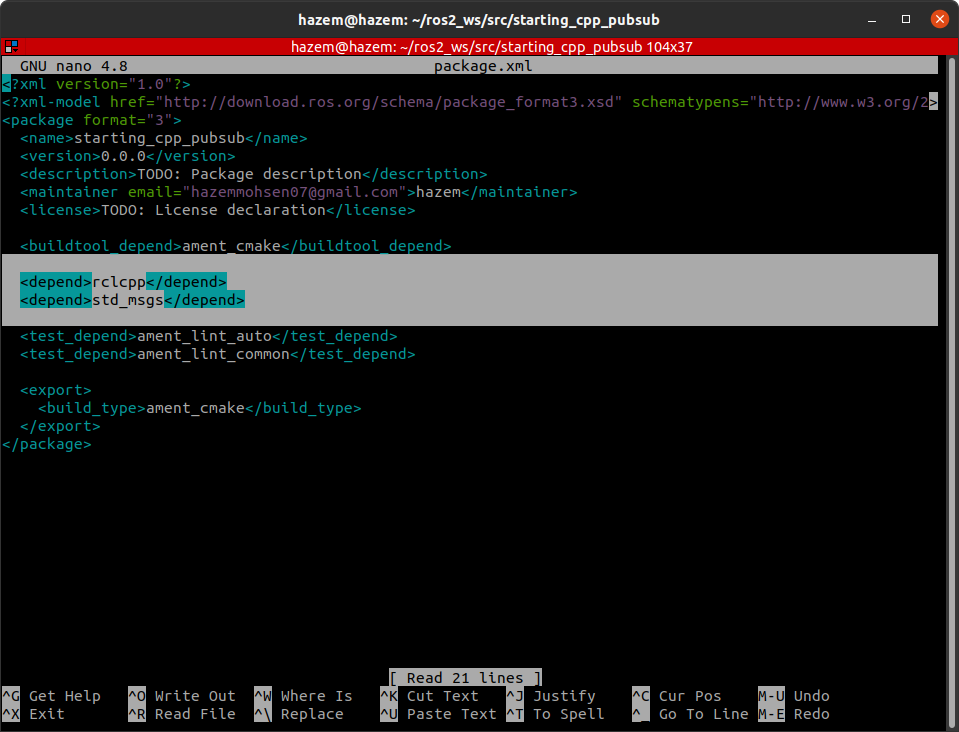 hazem@hazem: ~/ros2_ws/src/starting_cpp_pubsub
hazem@hazem: ~/ros2_ws/src/starting_cpp_pubsub 104x37
GNU nano 4.8 package.xml
<?xml version="1.0"?>
<?xml-model href="http://download.ros.org/schema/package_format3.xsd" schematypens="http://www.w3.org/2>
<package format="3">
  <name>starting_cpp_pubsub</name>
  <version>0.0.0</version>
  <description>TODO: Package description</description>
  <maintainer email="hazemmohsen07@gmail.com">hazem</maintainer>
  <license>TODO: License declaration</license>
  <buildtool_depend>ament_cmake</buildtool_depend>
  <depend>rclcpp</depend>
  <depend>std_msgs</depend>
  <test_depend>ament_lint_auto</test_depend>
  <test_depend>ament_lint_common</test_depend>
  <export>
    <build_type>ament_cmake</build_type>
  </export>
</package>
[ Read 21 lines ]
^G Get Help ^O Write Out ^W Where Is ^K Cut Text ^J Justify ^C Cur Pos M-U Undo
^X Exit ^R Read File ^\ Replace ^U Paste Text ^T To Spell ^_ Go To Line M-E Redo